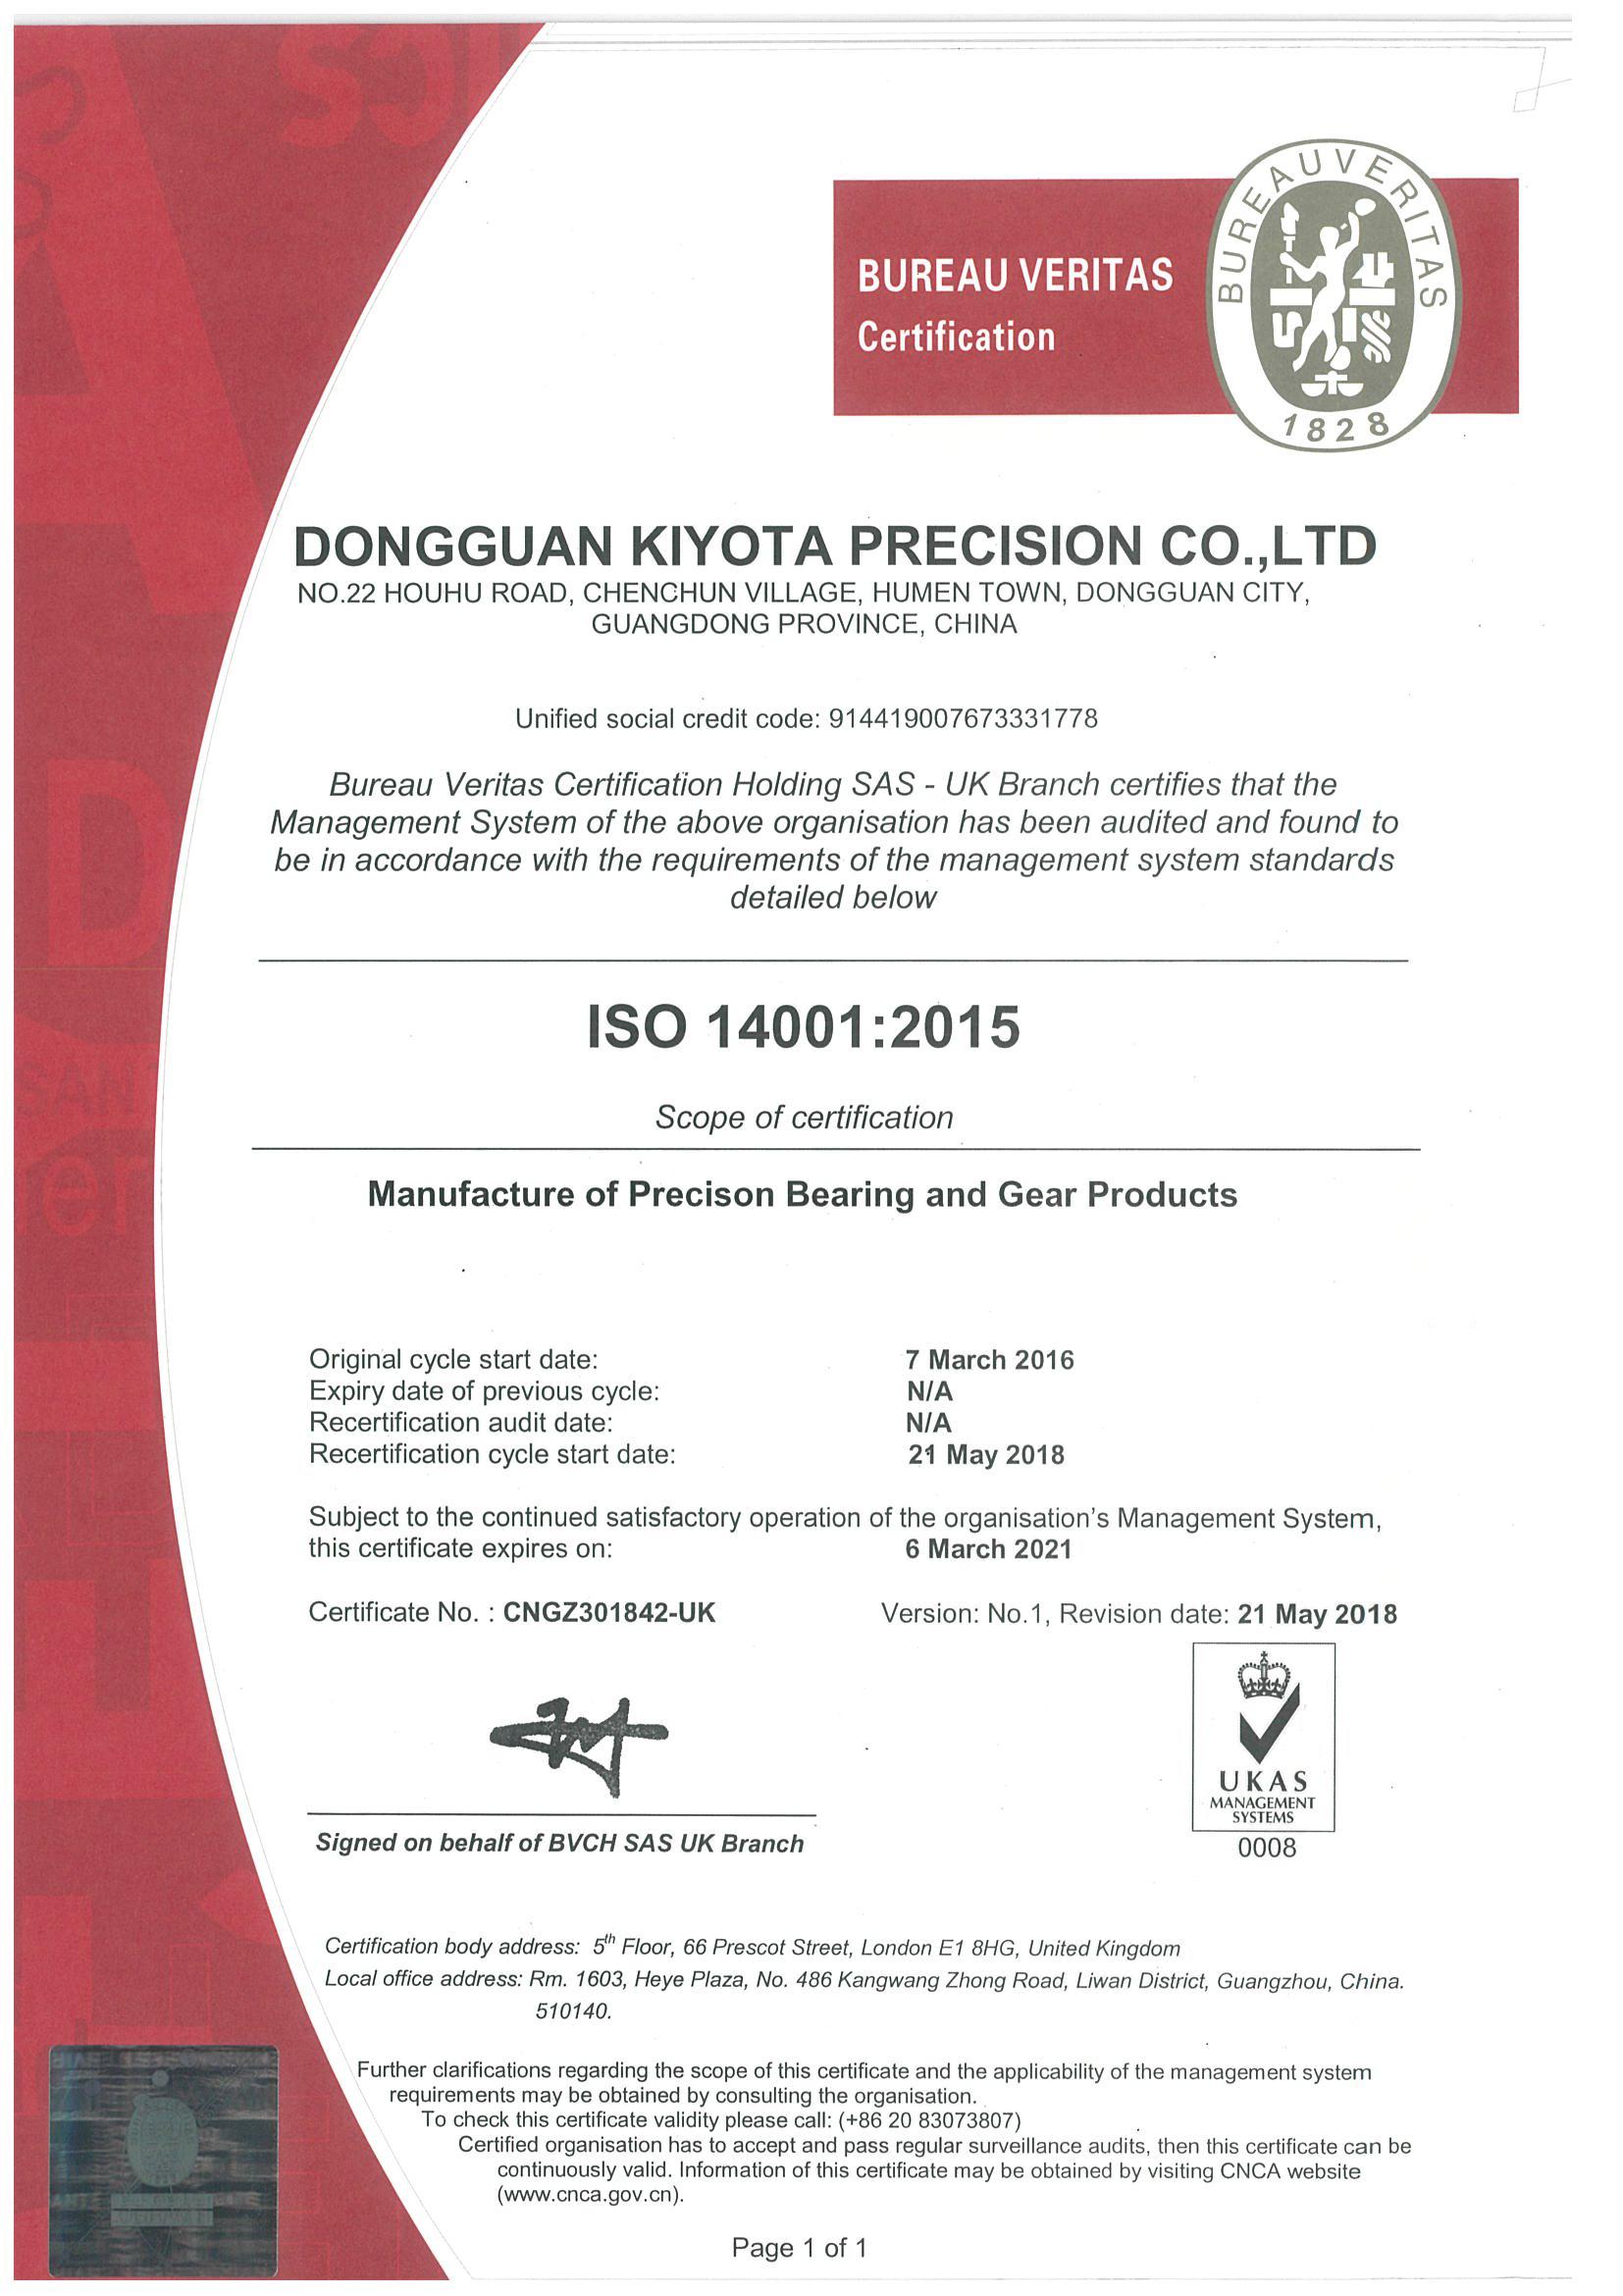 BUREAU VERITAS
Certification
BUREAU VERITAS
1828
DONGGUAN KIYOTA PRECISION CO.,LTD
NO.22 HOUHU ROAD, CHENCHUN VILLAGE, HUMEN TOWN, DONGGUAN CITY,
GUANGDONG PROVINCE, CHINA
Unified social credit code: 914419007673331778
Bureau Veritas Certification Holding SAS - UK Branch certifies that the
Management System of the above organisation has been audited and found to
be in accordance with the requirements of the management system standards
detailed below
ISO 14001:2015
Scope of certification
Manufacture of Precison Bearing and Gear Products
Original cycle start date: 7 March 2016
Expiry date of previous cycle: N/A
Recertification audit date: N/A
Recertification cycle start date: 21 May 2018
Subject to the continued satisfactory operation of the organisation's Management System,
this certificate expires on: 6 March 2021
Certificate No. : CNGZ301842-UK Version: No.1, Revision date: 21 May 2018
UKAS
MANAGEMENT
SYSTEMS
0008
Signed on behalf of BVCH SAS UK Branch
Certification body address: 5th Floor, 66 Prescot Street, London E1 8HG, United Kingdom
Local office address: Rm. 1603, Heye Plaza, No. 486 Kangwang Zhong Road, Liwan District, Guangzhou, China.
510140.
Further clarifications regarding the scope of this certificate and the applicability of the management system
requirements may be obtained by consulting the organisation.
To check this certificate validity please call: (+86 20 83073807)
Certified organisation has to accept and pass regular surveillance audits, then this certificate can be
continuously valid. Information of this certificate may be obtained by visiting CNCA website
(www.cnca.gov.cn).
Page 1 of 1